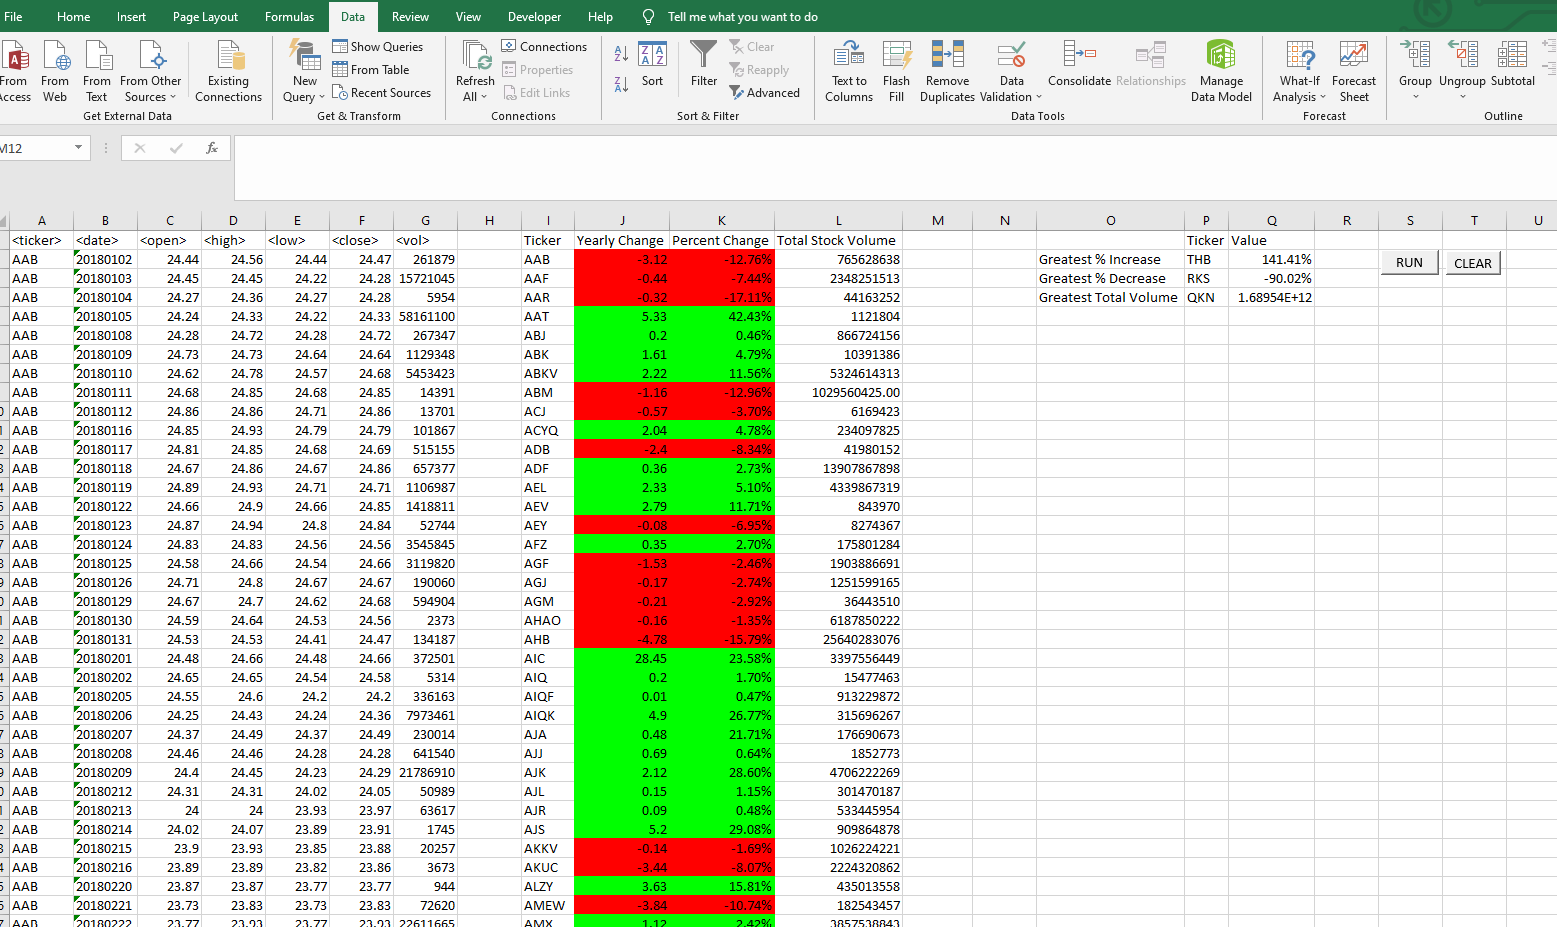 File Home Insert Page Layout Formulas Data Review View Developer Help Tell me what you want to do
Show Queries Connections Clear
From From From From Other Existing New From Table Refresh Properties Sort Filter Reapply Text to Flash Remove Data Consolidate Relationships Manage What-If Forecast Group Ungroup Subtotal
Access Web Text Sources Connections Query Recent Sources All Edit Links Advanced Columns Fill Duplicates Validation Data Model Analysis Sheet
Get External Data Get & Transform Connections Sort & Filter Data Tools Forecast Outline
M12 fx
A B C D E F G H I J K L M N O P Q R S T U
<ticker> <date> <open> <high> <low> <close> <vol> Ticker Yearly Change Percent Change Total Stock Volume Ticker Value
AAB 20180102 24.44 24.56 24.44 24.47 261879 AAB -3.12 -12.76% 765628638 Greatest % Increase THB 141.41% RUN CLEAR
AAB 20180103 24.45 24.45 24.22 24.28 15721045 AAF -0.44 -7.44% 2348251513 Greatest % Decrease RKS -90.02%
AAB 20180104 24.27 24.36 24.27 24.28 5954 AAR -0.32 -17.11% 44163252 Greatest Total Volume QKN 1.68954E+12
AAB 20180105 24.24 24.33 24.22 24.33 58161100 AAT 5.33 42.43% 1121804
AAB 20180108 24.28 24.72 24.28 24.72 267347 ABJ 0.2 0.46% 866724156
AAB 20180109 24.73 24.73 24.64 24.64 1129348 ABK 1.61 4.79% 10391386
AAB 20180110 24.62 24.78 24.57 24.68 5453423 ABKV 2.22 11.56% 5324614313
AAB 20180111 24.68 24.85 24.68 24.85 14391 ABM -1.16 -12.96% 1029560425.00
AAB 20180112 24.86 24.86 24.71 24.86 13701 ACJ -0.57 -3.70% 6169423
AAB 20180116 24.85 24.93 24.79 24.79 101867 ACYQ 2.04 4.78% 234097825
AAB 20180117 24.81 24.85 24.68 24.69 515155 ADB -2.4 -8.34% 41980152
AAB 20180118 24.67 24.86 24.67 24.86 657377 ADF 0.36 2.73% 13907867898
AAB 20180119 24.89 24.93 24.71 24.71 1106987 AEL 2.33 5.10% 4339867319
AAB 20180122 24.66 24.9 24.66 24.85 1418811 AEV 2.79 11.71% 843970
AAB 20180123 24.87 24.94 24.8 24.84 52744 AEY -0.08 -6.95% 8274367
AAB 20180124 24.83 24.83 24.56 24.56 3545845 AFZ 0.35 2.70% 175801284
AAB 20180125 24.58 24.66 24.54 24.66 3119820 AGF -1.53 -2.46% 1903886691
AAB 20180126 24.71 24.8 24.67 24.67 190060 AGJ -0.17 -2.74% 1251599165
AAB 20180129 24.67 24.7 24.62 24.68 594904 AGM -0.21 -2.92% 36443510
AAB 20180130 24.59 24.64 24.53 24.56 2373 AHAO -0.16 -1.35% 6187850222
AAB 20180131 24.53 24.53 24.41 24.47 134187 AHB -4.78 -15.79% 25640283076
AAB 20180201 24.48 24.66 24.48 24.66 372501 AIC 28.45 23.58% 3397556449
AAB 20180202 24.65 24.65 24.54 24.58 5314 AIQ 0.2 1.70% 15477463
AAB 20180205 24.55 24.6 24.2 24.2 336163 AIQF 0.01 0.47% 913229872
AAB 20180206 24.25 24.43 24.24 24.36 7973461 AIQK 4.9 26.77% 315696267
AAB 20180207 24.37 24.49 24.37 24.49 230014 AJA 0.48 21.71% 176690673
AAB 20180208 24.46 24.46 24.28 24.28 641540 AJJ 0.69 0.64% 1852773
AAB 20180209 24.4 24.45 24.23 24.29 21786910 AJK 2.12 28.60% 4706222269
AAB 20180212 24.31 24.31 24.02 24.05 50989 AJL 0.15 1.15% 301470187
AAB 20180213 24 24 23.93 23.97 63617 AJR 0.09 0.48% 533445954
AAB 20180214 24.02 24.07 23.89 23.91 1745 AJS 5.2 29.08% 909864878
AAB 20180215 23.9 23.93 23.85 23.88 20257 AKKV -0.14 -1.69% 1026224221
AAB 20180216 23.89 23.89 23.82 23.86 3673 AKUC -3.44 -8.07% 2224320862
AAB 20180220 23.87 23.87 23.77 23.77 944 ALZY 3.63 15.81% 435013558
AAB 20180221 23.73 23.83 23.73 23.83 72620 AMEW -3.84 -10.74% 182543457
AAB 20180222 23.77 23.93 23.77 23.93 22611665 AMX 1.12 2.42% 3857538843